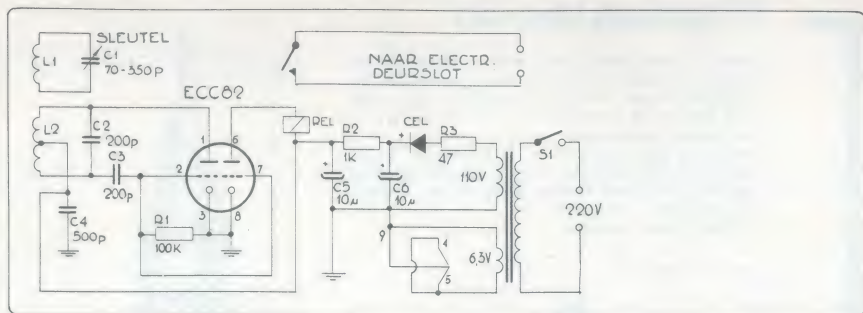 SLEUTEL
L1
C1
70-350p
NAAR ELECTR.
DEURSLOT
ECC82
L2
C2
200p
C3
200p
1
6
2
7
3
8
R1
100K
C4
500p
REL
R2
1K
+
CEL
R3
47
+
C5
10µ
+
C6
10µ
110V
S1
220V
9
4
5
6,3V